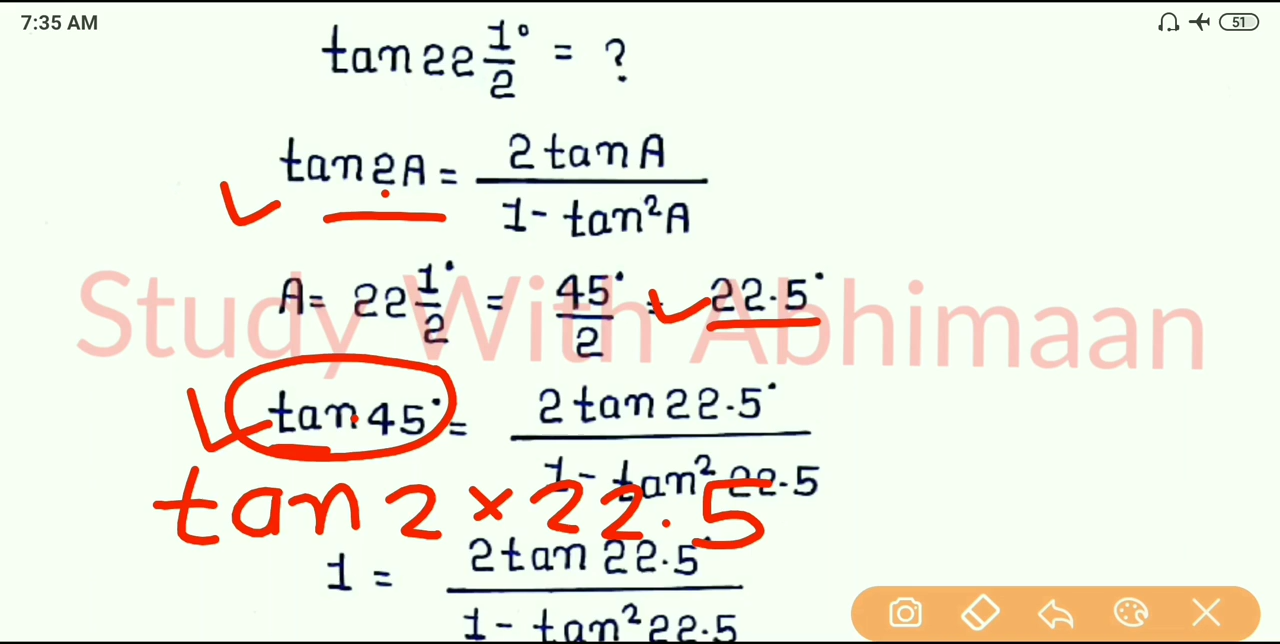 7:35 AM 51
tan 22 1/2° = ?
tan2A = 2 tan A / 1 - tan²A
A = 22 1/2° = 45°/2 = 22.5°
Study With Abhimaan
tan 45° = 2 tan 22.5° / 1 - tan² 22.5
tan 2 × 22.5
1 = 2 tan 22.5° / 1 - tan² 22.5